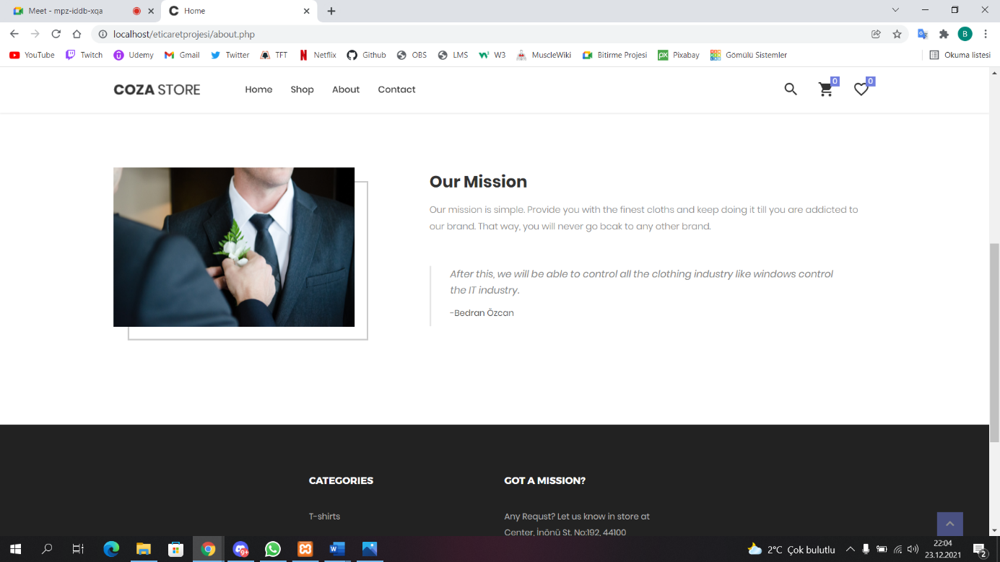 Meet - mpz-iddb-xqa
Home
localhost/eticaretprojesi/about.php
YouTube Twitch Udemy Gmail Twitter TFT Netflix Github OBS LMS W3 MuscleWiki Bitirme Projesi Pixabay Gömülü Sistemler Okuma listesi
COZA STORE Home Shop About Contact 0 0
Our Mission
Our mission is simple. Provide you with the finest cloths and keep doing it till you are addicted to
our brand. That way, you will never go bcak to any other brand.
After this, we will be able to control all the clothing industry like windows control
the IT industry.
-Bedran Özcan
CATEGORIES
T-shirts
GOT A MISSION?
Any Requst? Let us know in store at
Center, İnönü St. No:192, 44100
2°C Çok bulutlu
22:04
23.12.2021